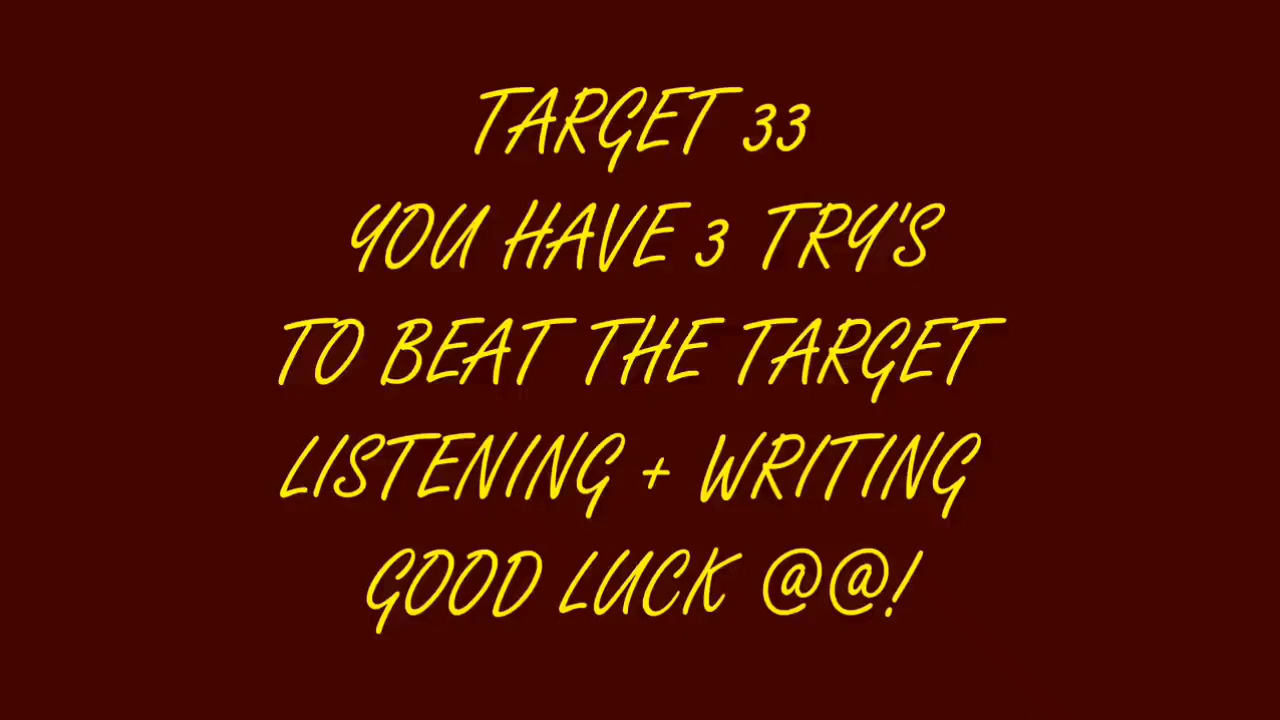 TARGET 33
YOU HAVE 3 TRY'S
TO BEAT THE TARGET
LISTENING + WRITING
GOOD LUCK @@!